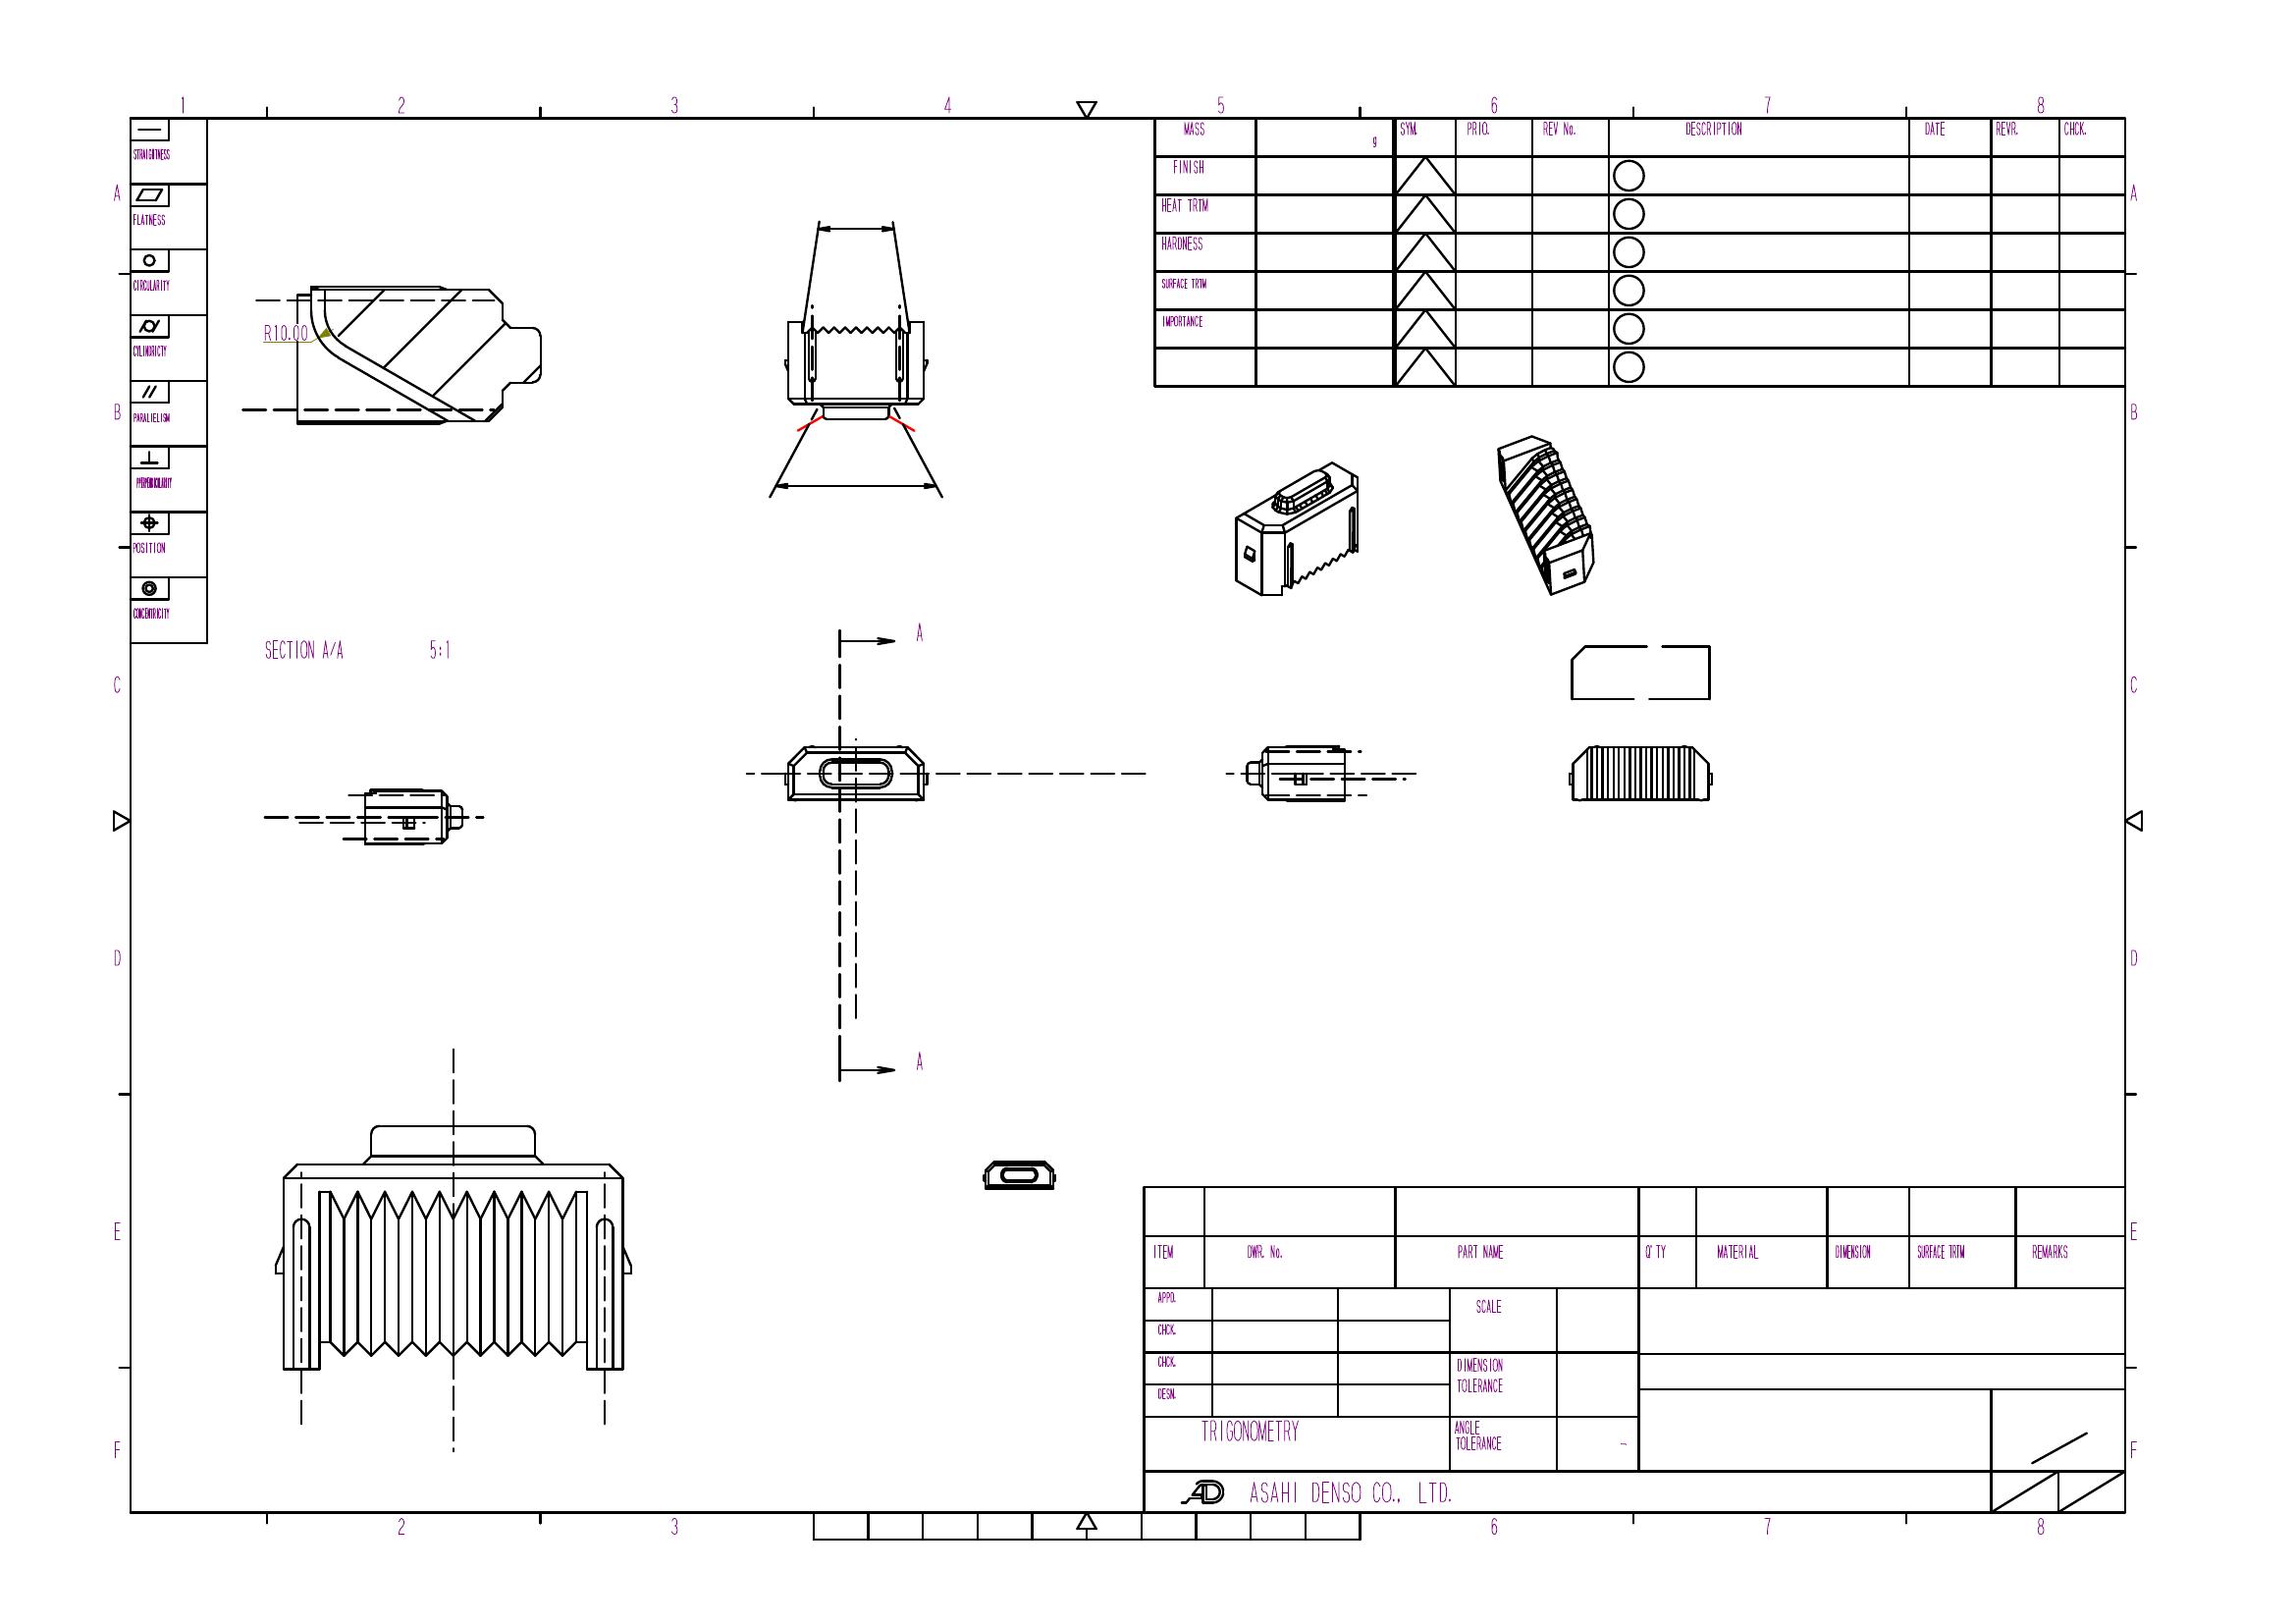 1 2 3 4 5 6 7 8
MASS g SYM. PRIO. REV No. DESCRIPTION DATE REVR. CHCK.
STRAIGHTNESS
FINISH
A A
HEAT TRTM
FLATNESS
HARDNESS
CIRCULARITY
SURFACE TRTM
IMPORTANCE
R10.00
CYLINDRICTY
B B
PARALIELISM
POSITION
CONCENTRICITY
A
SECTION A/A 5:1
C C
D D
A
E E
ITEM DWR. No. PART NAME Q'TY MATERIAL DIMENSION SURFACE TRTM REMARKS
APPD.
SCALE
CHCK.
CHCK.
DIMENSION
TOLERANCE
DESN.
TRIGONOMETRY
ANGLE
TOLERANCE -
F F
AD ASAHI DENSO CO., LTD.
2 3 6 7 8